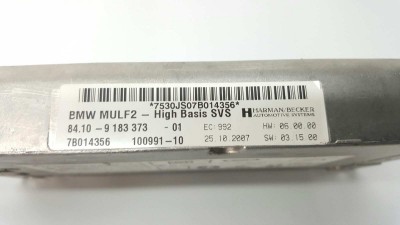 *7530JS07B014356*
BMW MULF2 - High Basis SVS HARMAN/BECKER
AUTOMOTIVE SYSTEMS
84.10-9 183 373 -01 EC: 992 HW: 06.00.00
7B014356 100991-10 25.10.2007 SW: 03.15.00